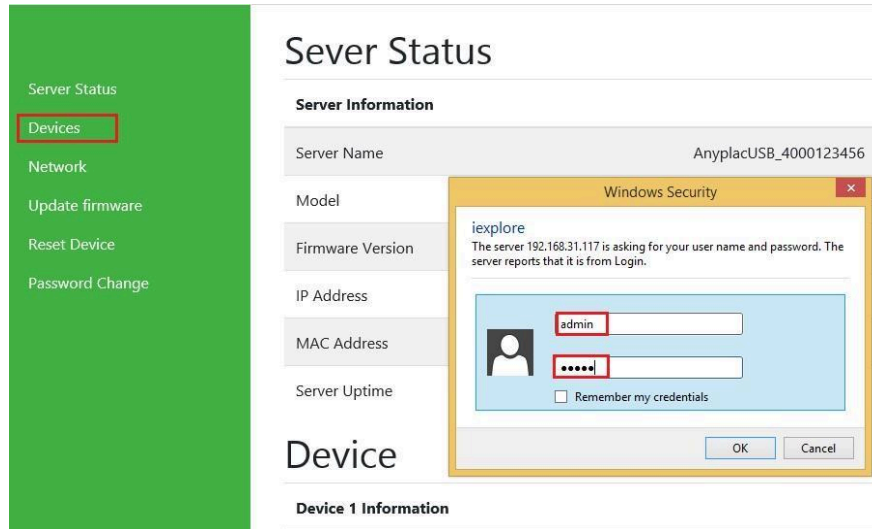 Sever Status
Server Status
Devices
Network
Update firmware
Reset Device
Password Change
Server Information
Server Name AnyplacUSB_4000123456
Model
Firmware Version
IP Address
MAC Address
Server Uptime
Windows Security
iexplore
The server 192.168.31.117 is asking for your user name and password. The
server reports that it is from Login.
admin
●●●●●
Remember my credentials
OK Cancel
Device
Device 1 Information